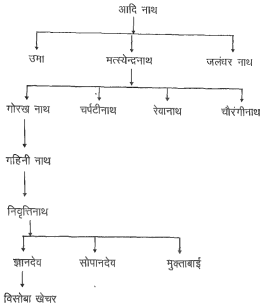 आदि नाथ
उमा मत्स्येन्द्रनाथ जलंधर नाथ
गोरख नाथ चर्पटीनाथ रेवानाथ चौरंगीनाथ
गहिनी नाथ
निवृत्तिनाथ
ज्ञानदेव सोपानदेव मुक्ताबाई
विसोबा खेचर